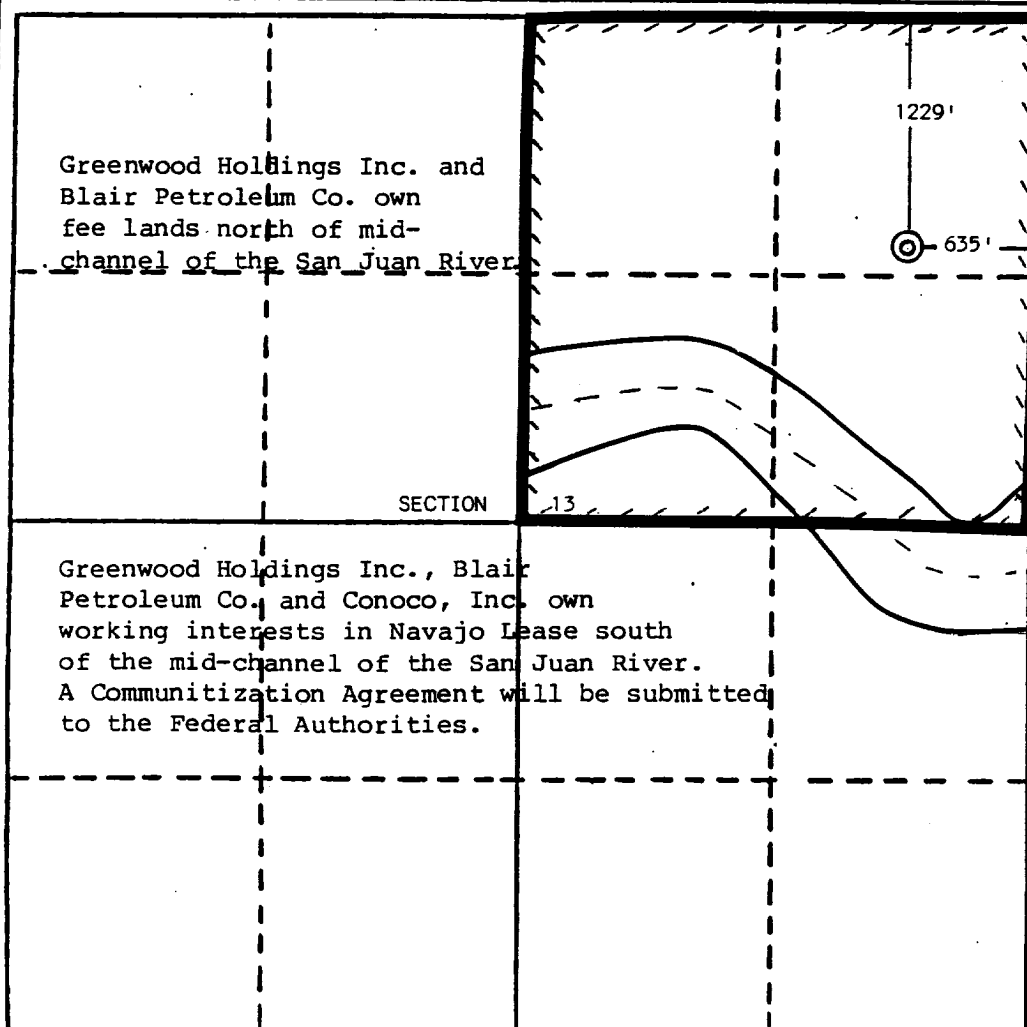 1229'
Greenwood Holdings Inc. and
Blair Petroleum Co. own
fee lands north of mid-
channel of the San Juan River.
635'
SECTION 13
Greenwood Holdings Inc., Blair
Petroleum Co. and Conoco, Inc. own
working interests in Navajo Lease south
of the mid-channel of the San Juan River.
A Communitization Agreement will be submitted
to the Federal Authorities.